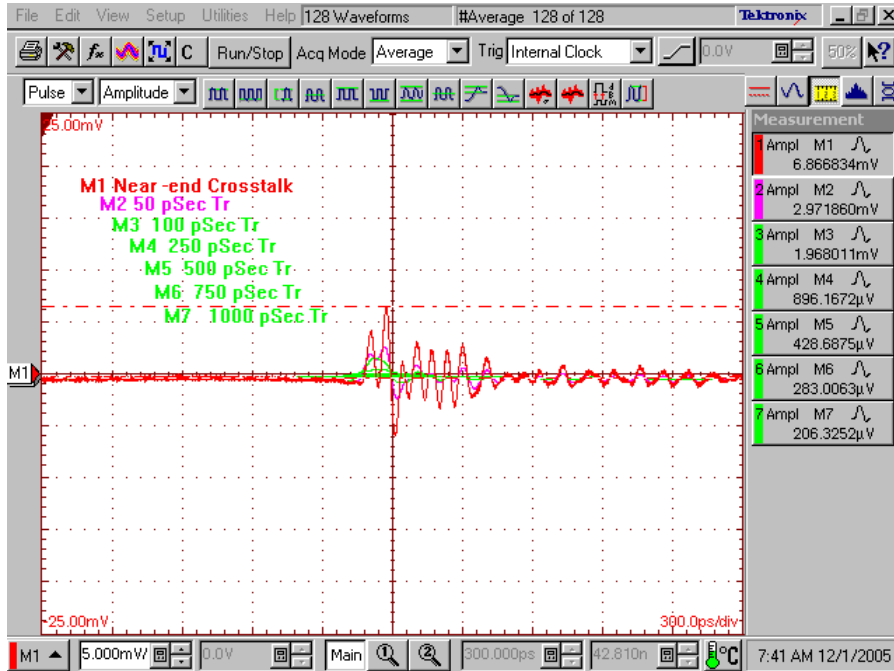 File Edit View Setup Utilities Help 128 Waveforms #Average 128 of 128 Tektronix
C Run/Stop Acq Mode Average Trig Internal Clock 0.0V 50%
Pulse Amplitude
25.00mV
M1 Near -end Crosstalk
M2 50 pSec Tr
M3 100 pSec Tr
M4 250 pSec Tr
M5 500 pSec Tr
M6 750 pSec Tr
M7 1000 pSec Tr
M1
-25.00mV
300.0ps/div
Measurement
1 Ampl M1
6.866834mV
2 Ampl M2
2.971860mV
3 Ampl M3
1.968011mV
4 Ampl M4
896.1672µV
5 Ampl M5
428.6875µV
6 Ampl M6
283.0063µV
7 Ampl M7
206.3252µV
M1 5.000mV/ 0.0V Main 1 2 300.000ps 42.810n °C 7:41 AM 12/1/2005